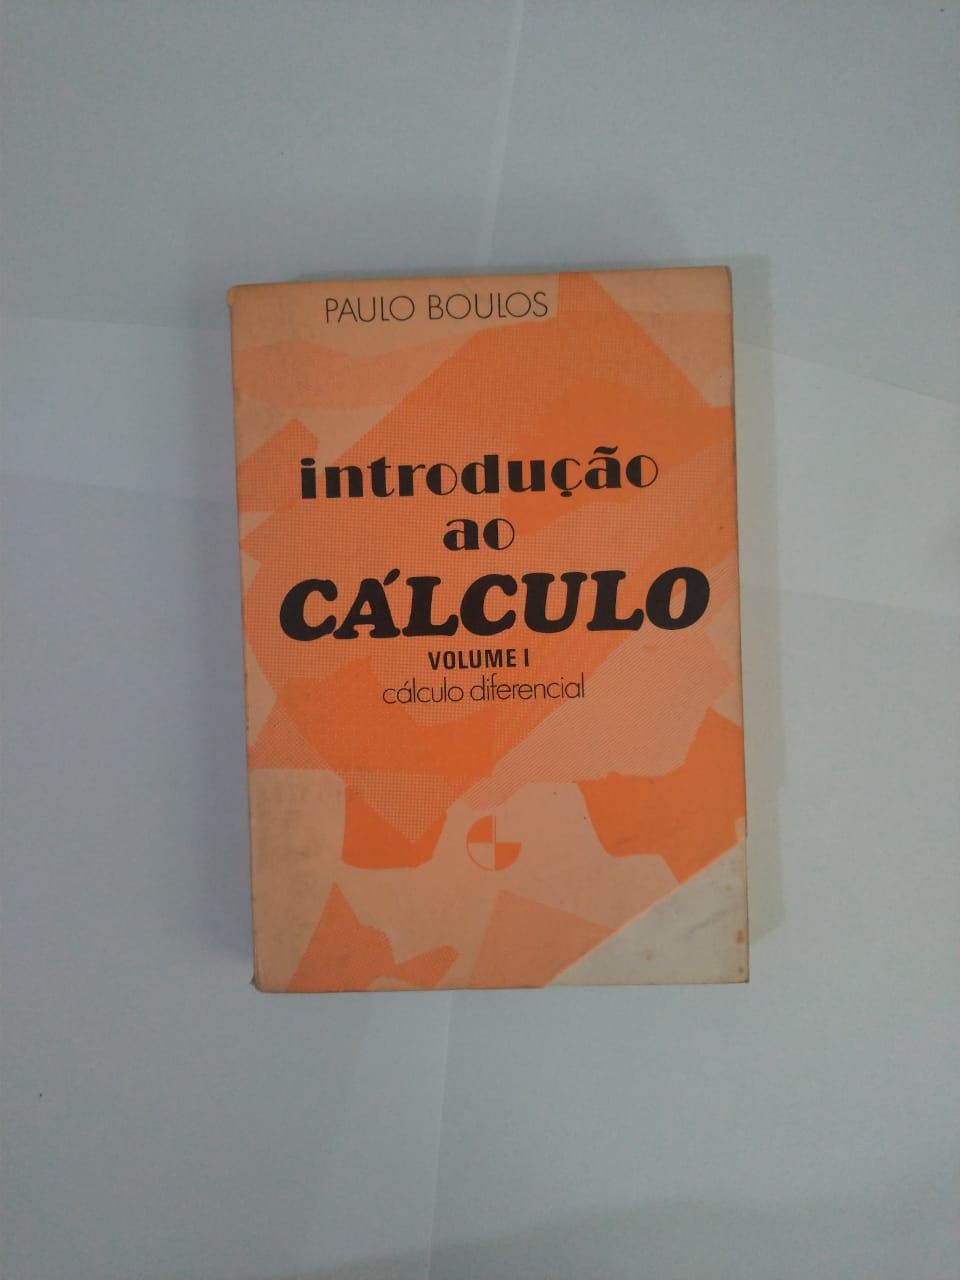 PAULO BOULOS
introdução
ao
CÁLCULO
VOLUME I
cálculo diferencial